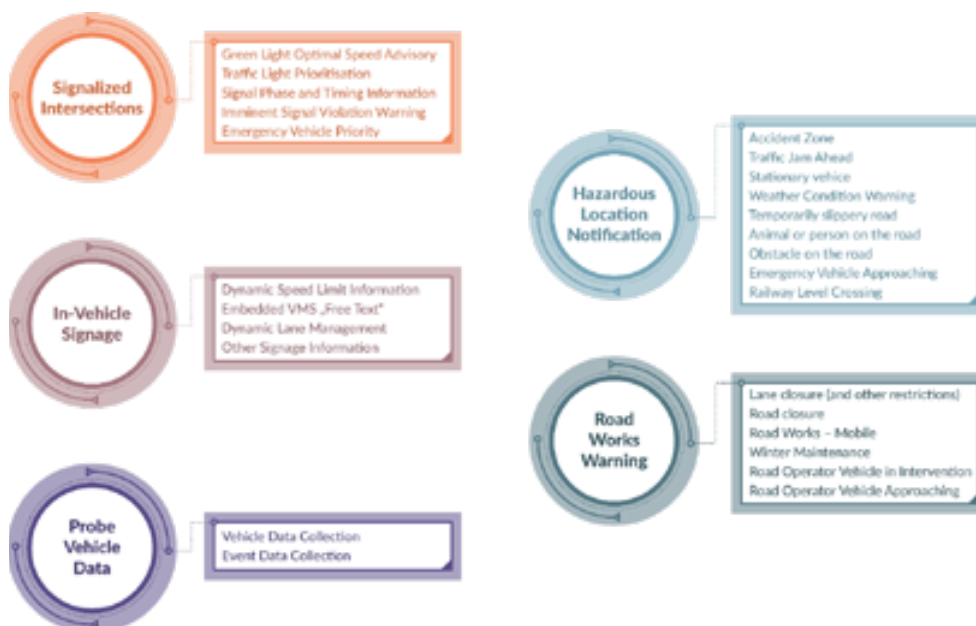 Signalized
Intersections
Green Light Optimal Speed Advisory
Traffic Light Prioritisation
Signal Phase and Timing Information
Imminent Signal Violation Warning
Emergency Vehicle Priority
In-Vehicle
Signage
Dynamic Speed Limit Information
Embedded VMS „Free Text"
Dynamic Lane Management
Other Signage Information
Probe
Vehicle
Data
Vehicle Data Collection
Event Data Collection
Hazardous
Location
Notification
Accident Zone
Traffic Jam Ahead
Stationary vehice
Weather Condition Warning
Temporarily slippery road
Animal or person on the road
Obstacle on the road
Emergency Vehicle Approaching
Railway Level Crossing
Road
Works
Warning
Lane closure (and other restrictions)
Road closure
Road Works – Mobile
Winter Maintenance
Road Operator Vehicle in Intervention
Road Operator Vehicle Approaching